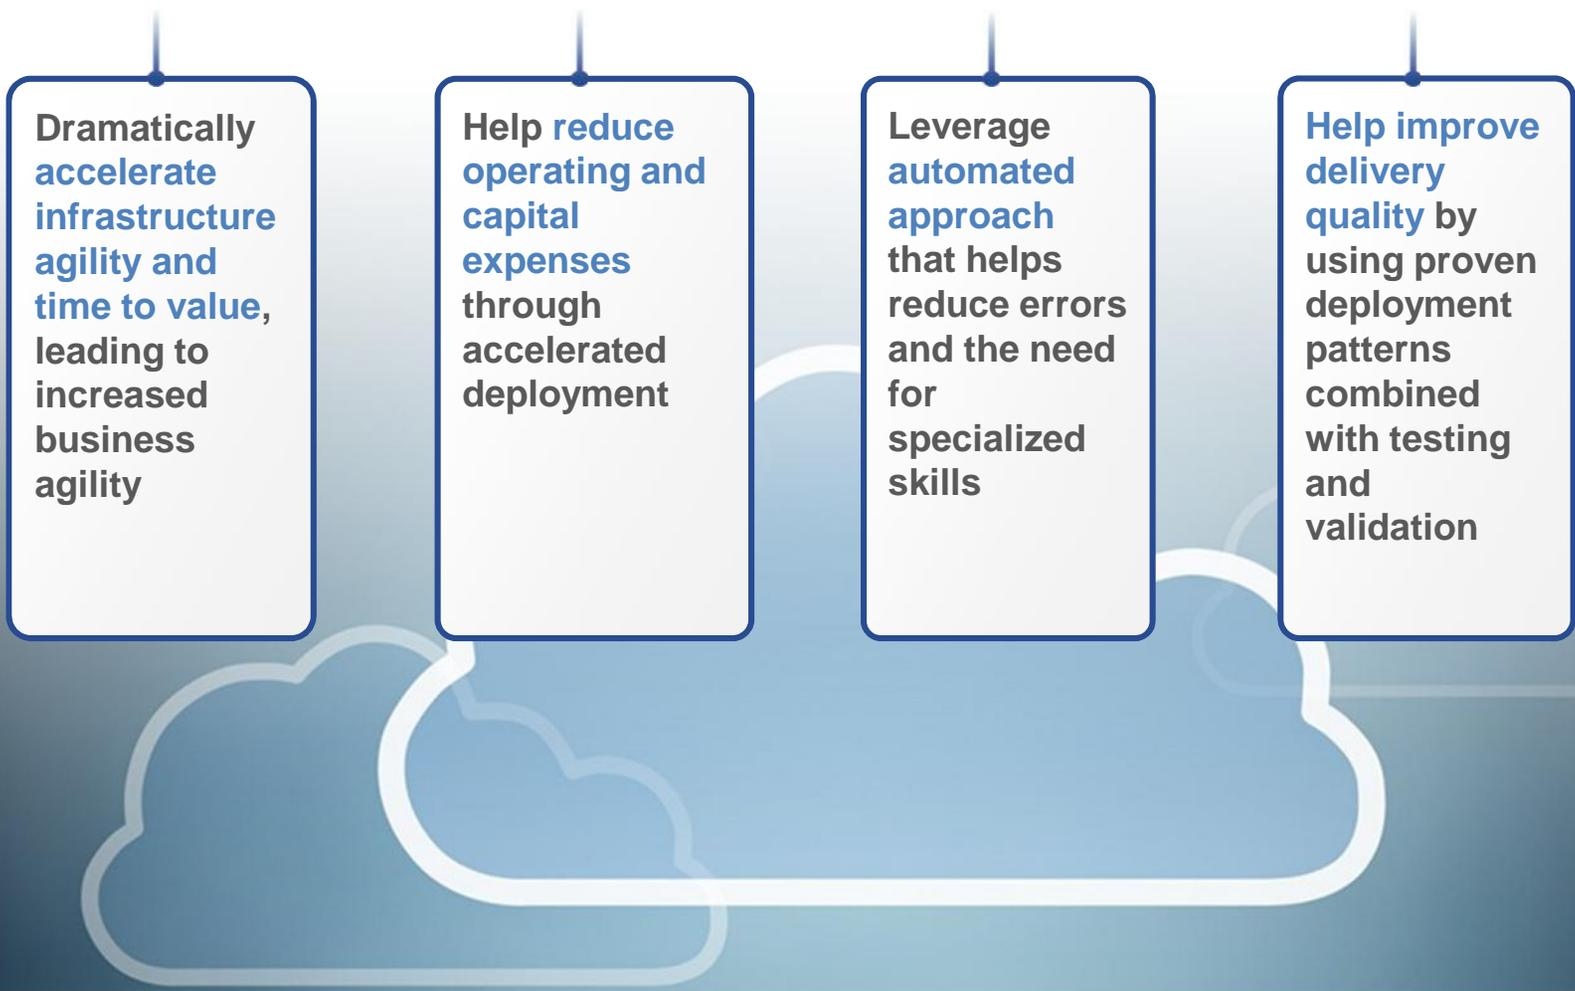 Dramatically
accelerate
infrastructure
agility and
time to value,
leading to
increased
business
agility
Help reduce
operating and
capital
expenses
through
accelerated
deployment
Leverage
automated
approach
that helps
reduce errors
and the need
for
specialized
skills
Help improve
delivery
quality by
using proven
deployment
patterns
combined
with testing
and
validation